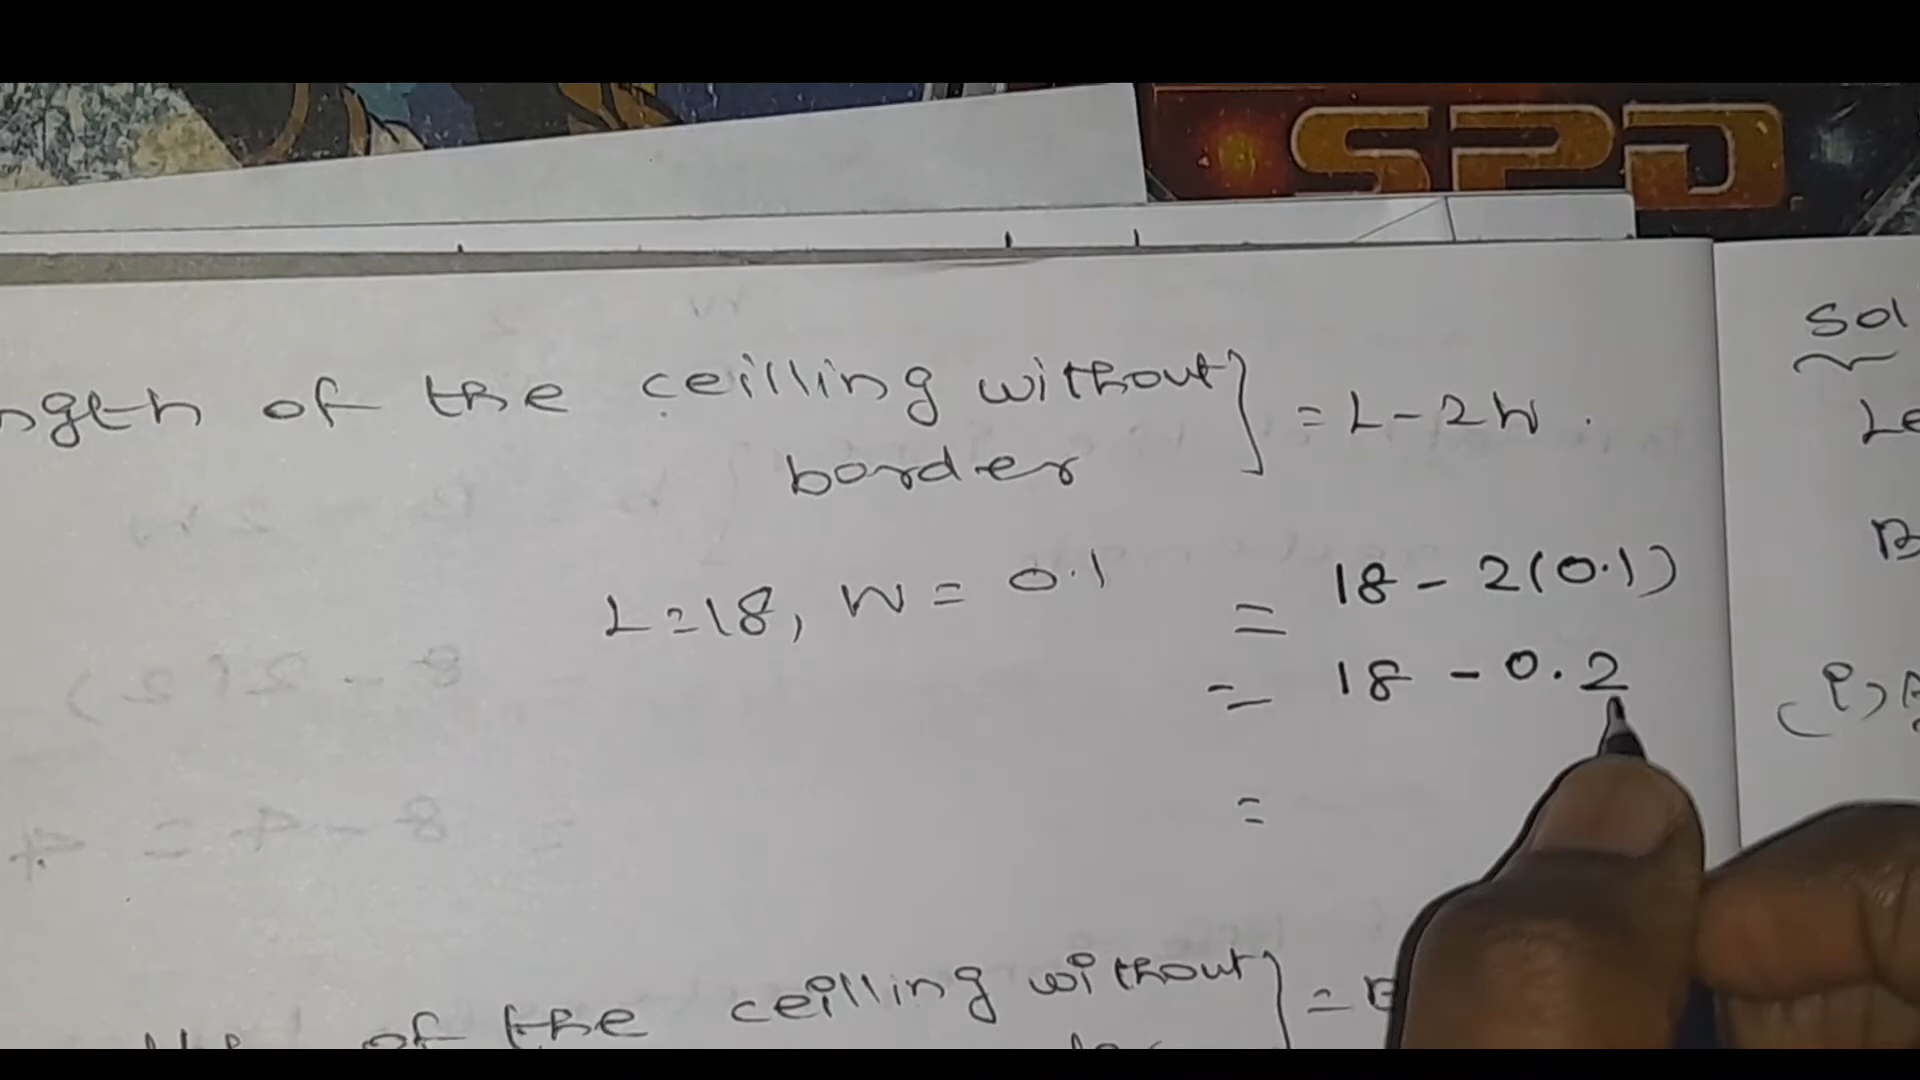 SPD
ngth of the ceilling without } = L - 2W .
border
L = 18, W = 0.1
= 18 - 2(0.1)
= 18 - 0.2
=
of the ceilling without } = B
Sol
Le
B